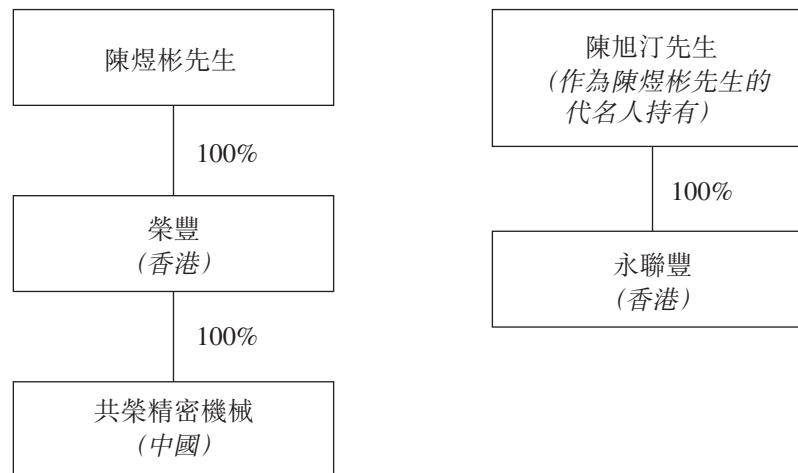 陳煜彬先生
100%
榮豐
(香港)
100%
共榮精密機械
(中國)
陳旭汀先生
(作為陳煜彬先生的
代名人持有)
100%
永聯豐
(香港)